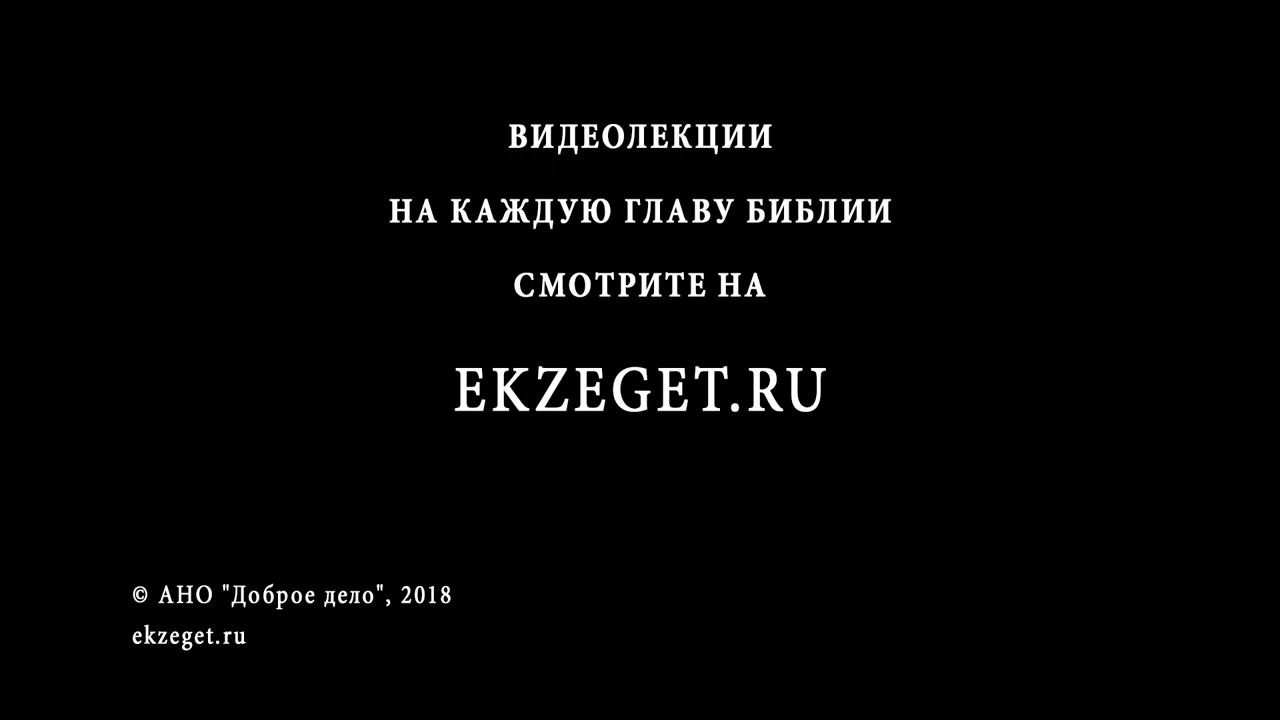 ВИДЕОЛЕКЦИИ
НА КАЖДУЮ ГЛАВУ БИБЛИИ
СМОТРИТЕ НА
EKZEGET.RU
© АНО "Доброе дело", 2018
ekzeget.ru